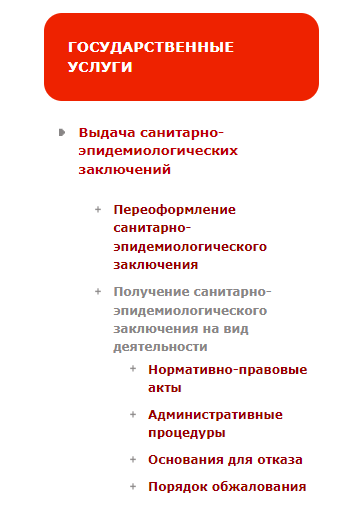 ГОСУДАРСТВЕННЫЕ
УСЛУГИ
Выдача санитарно-
эпидемиологических
заключений
Переоформление
санитарно-
эпидемиологического
заключения
Получение санитарно-
эпидемиологического
заключения на вид
деятельности
Нормативно-правовые
акты
Административные
процедуры
Основания для отказа
Порядок обжалования